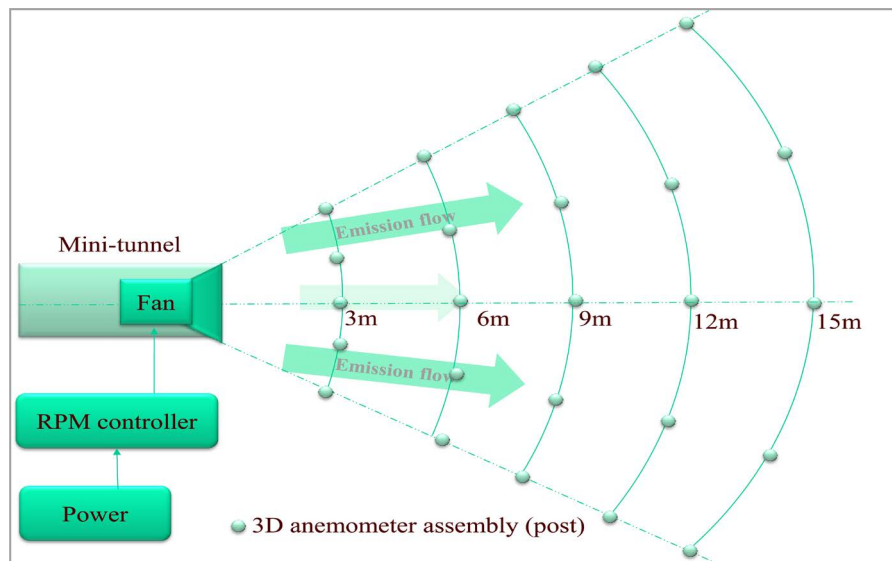 Emission flow
Mini-tunnel
Fan
3m
6m
9m
12m
15m
Emission flow
RPM controller
Power
3D anemometer assembly (post)